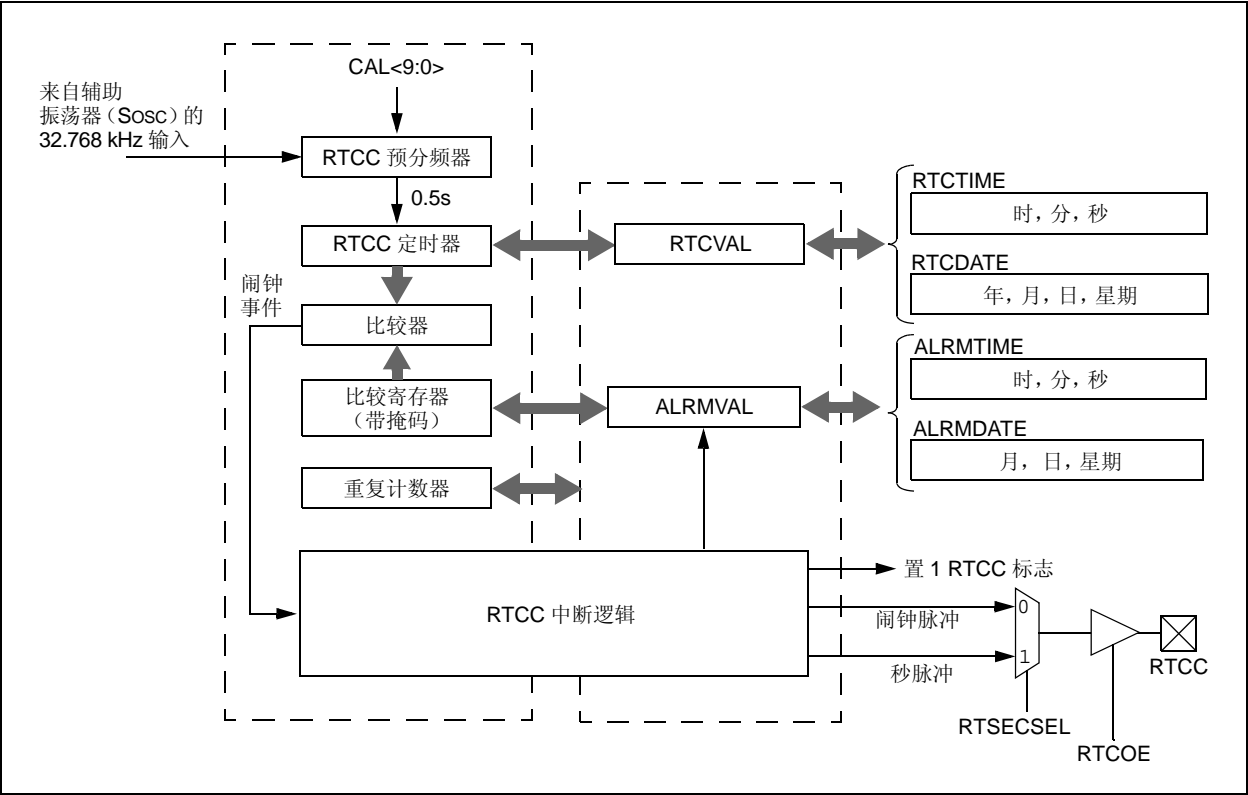 CAL<9:0>
来自辅助
振荡器（SOSC）的
32.768 kHz 输入
RTCC 预分频器
0.5s
RTCC 定时器
RTCVAL
RTCTIME
时，分，秒
RTCDATE
年，月，日，星期
闹钟
事件
比较器
比较寄存器
（带掩码）
ALRMVAL
ALRMTIME
时，分，秒
ALRMDATE
月，日，星期
重复计数器
RTCC 中断逻辑
置 1 RTCC 标志
闹钟脉冲
0
秒脉冲
1
RTCC
RTSECSEL
RTCOE